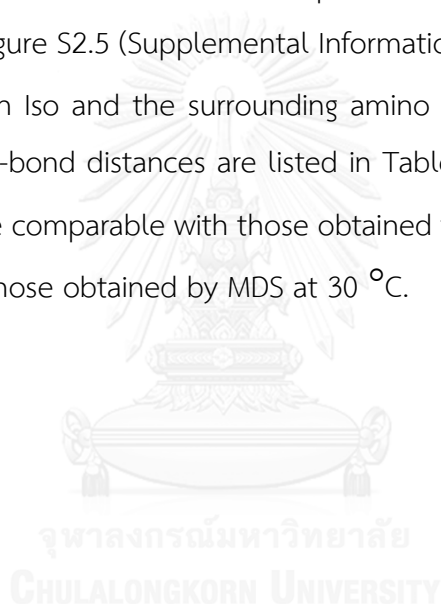 gure S2.5 (Supplemental Informatio
n Iso and the surrounding amino
-bond distances are listed in Table
e comparable with those obtained
hose obtained by MDS at 30 °C.
จุฬาลงกรณ์มหาวิทยาลัย
CHULALONGKORN UNIVERSITY